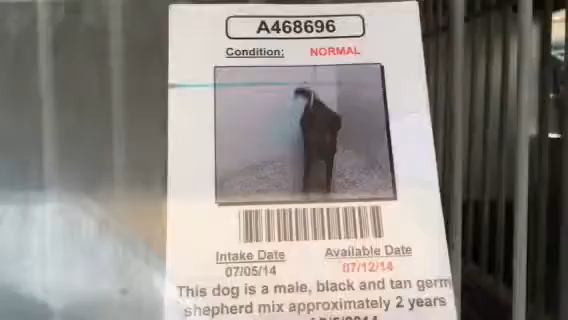 A468696
Condition: NORMAL
Intake Date Available Date
07/05/14 07/12/14
This dog is a male, black and tan germ
shepherd mix approximately 2 years